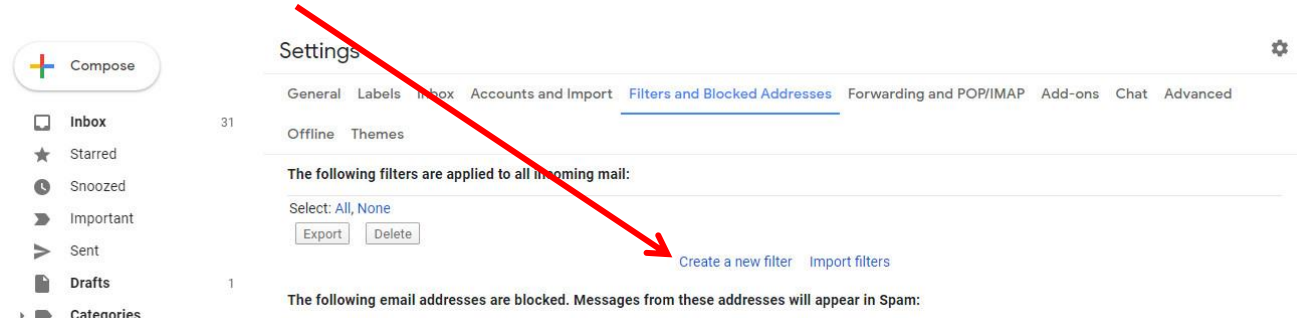 Settings
Compose
General Labels Inbox Accounts and Import Filters and Blocked Addresses Forwarding and POP/IMAP Add-ons Chat Advanced
Inbox 31
Offline Themes
Starred
The following filters are applied to all incoming mail:
Snoozed
Select: All, None
Important
Export Delete
Sent
Create a new filter Import filters
Drafts 1
The following email addresses are blocked. Messages from these addresses will appear in Spam:
Categories